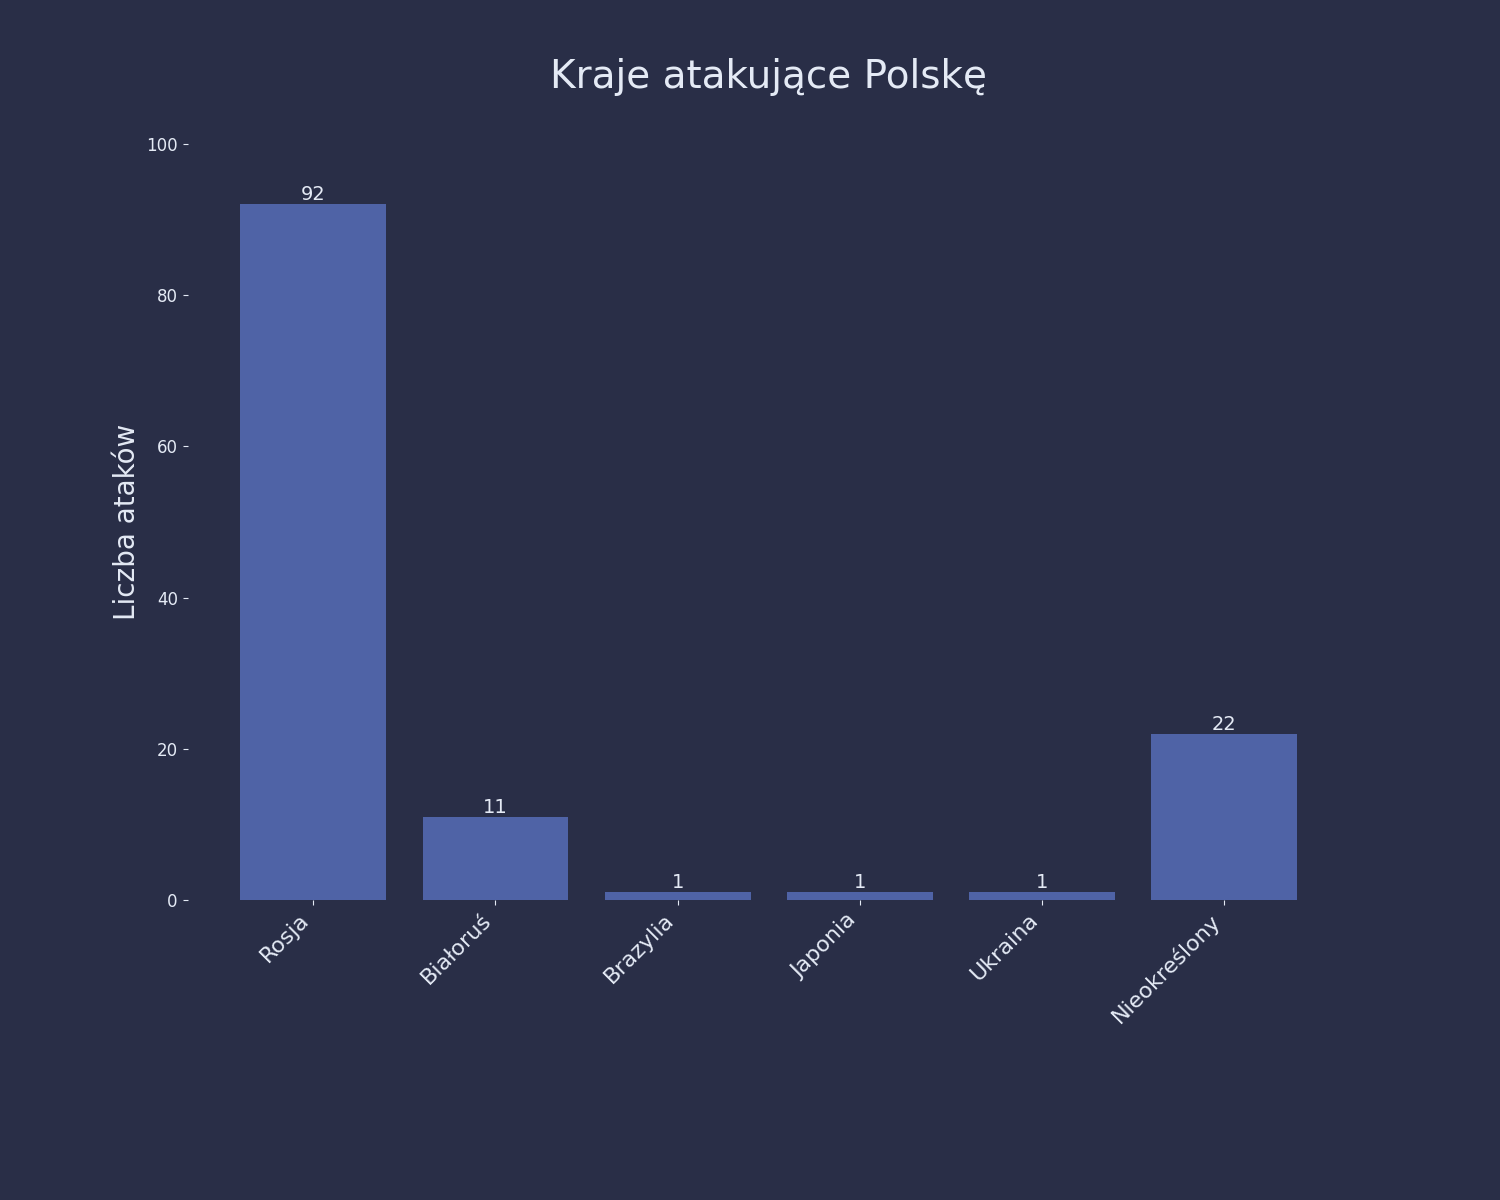 Kraje atakujące Polskę
Liczba ataków
100
80
60
40
20
0
92
11
1
1
1
22
Rosja
Białoruś
Brazylia
Japonia
Ukraina
Nieokreślony